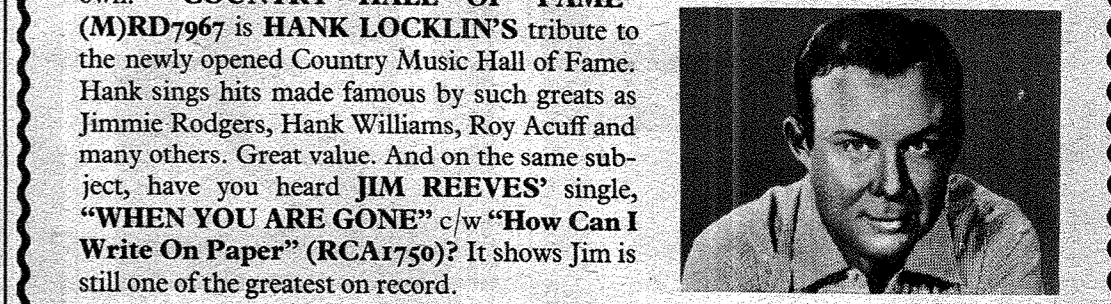 own. "COUNTRY HALL OF FAME"
(M)RD7967 is HANK LOCKLIN'S tribute to
the newly opened Country Music Hall of Fame.
Hank sings hits made famous by such greats as
Jimmie Rodgers, Hank Williams, Roy Acuff and
many others. Great value. And on the same sub-
ject, have you heard JIM REEVES' single,
"WHEN YOU ARE GONE" c/w "How Can I
Write On Paper" (RCA1750)? It shows Jim is
still one of the greatest on record.